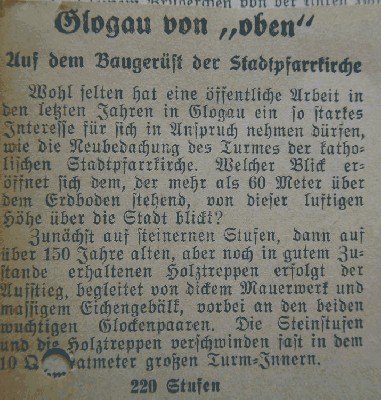 Glogau von „oben“
Auf dem Baugerüst der Stadtpfarrkirche
Wohl selten hat eine öffentliche Arbeit in
den letzten Jahren in Glogau ein so starkes
Interesse für sich in Anspruch nehmen dürfen,
wie die Neubedachung des Turmes der katho-
lischen Stadtpfarrkirche. Welcher Blick er-
öffnet sich dem, der mehr als 60 Meter über
dem Erdboden stehend, von dieser luftigen
Höhe über die Stadt blickt?
Zunächst auf steinernen Stufen, dann auf
über 150 Jahre alten, aber noch in gutem Zu-
stande erhaltenen Holztreppen erfolgt der
Aufstieg, begleitet von dickem Mauerwerk und
massigem Eichengebälk, vorbei an den beiden
wuchtigen Glockenpaaren. Die Steinstufen
und die Holztreppen verschwinden fast in dem
10 Q atmeter großen Turm-Innern.
220 Stufen